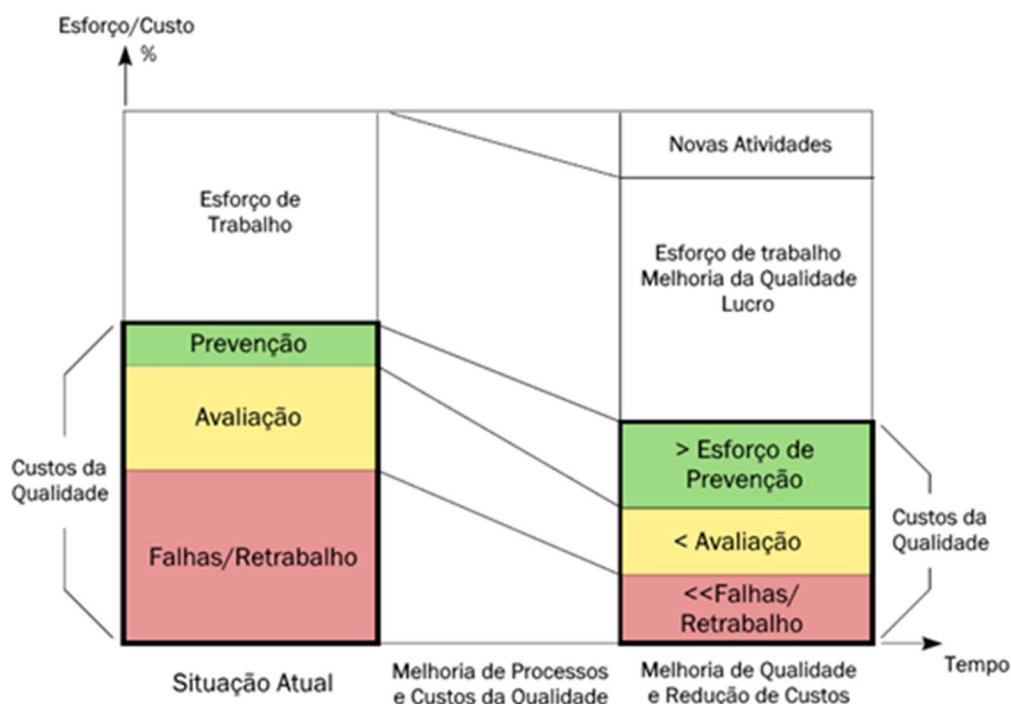 Esforço/Custo
%
Novas Atividades
Esforço de
Trabalho
Esforço de trabalho
Melhoria da Qualidade
Lucro
Prevenção
Avaliação
Falhas/Retrabalho
Custos da
Qualidade
> Esforço de
Prevenção
< Avaliação
<<Falhas/
Retrabalho
Custos da
Qualidade
Tempo
Situação Atual
Melhoria de Processos
e Custos da Qualidade
Melhoria de Qualidade
e Redução de Custos